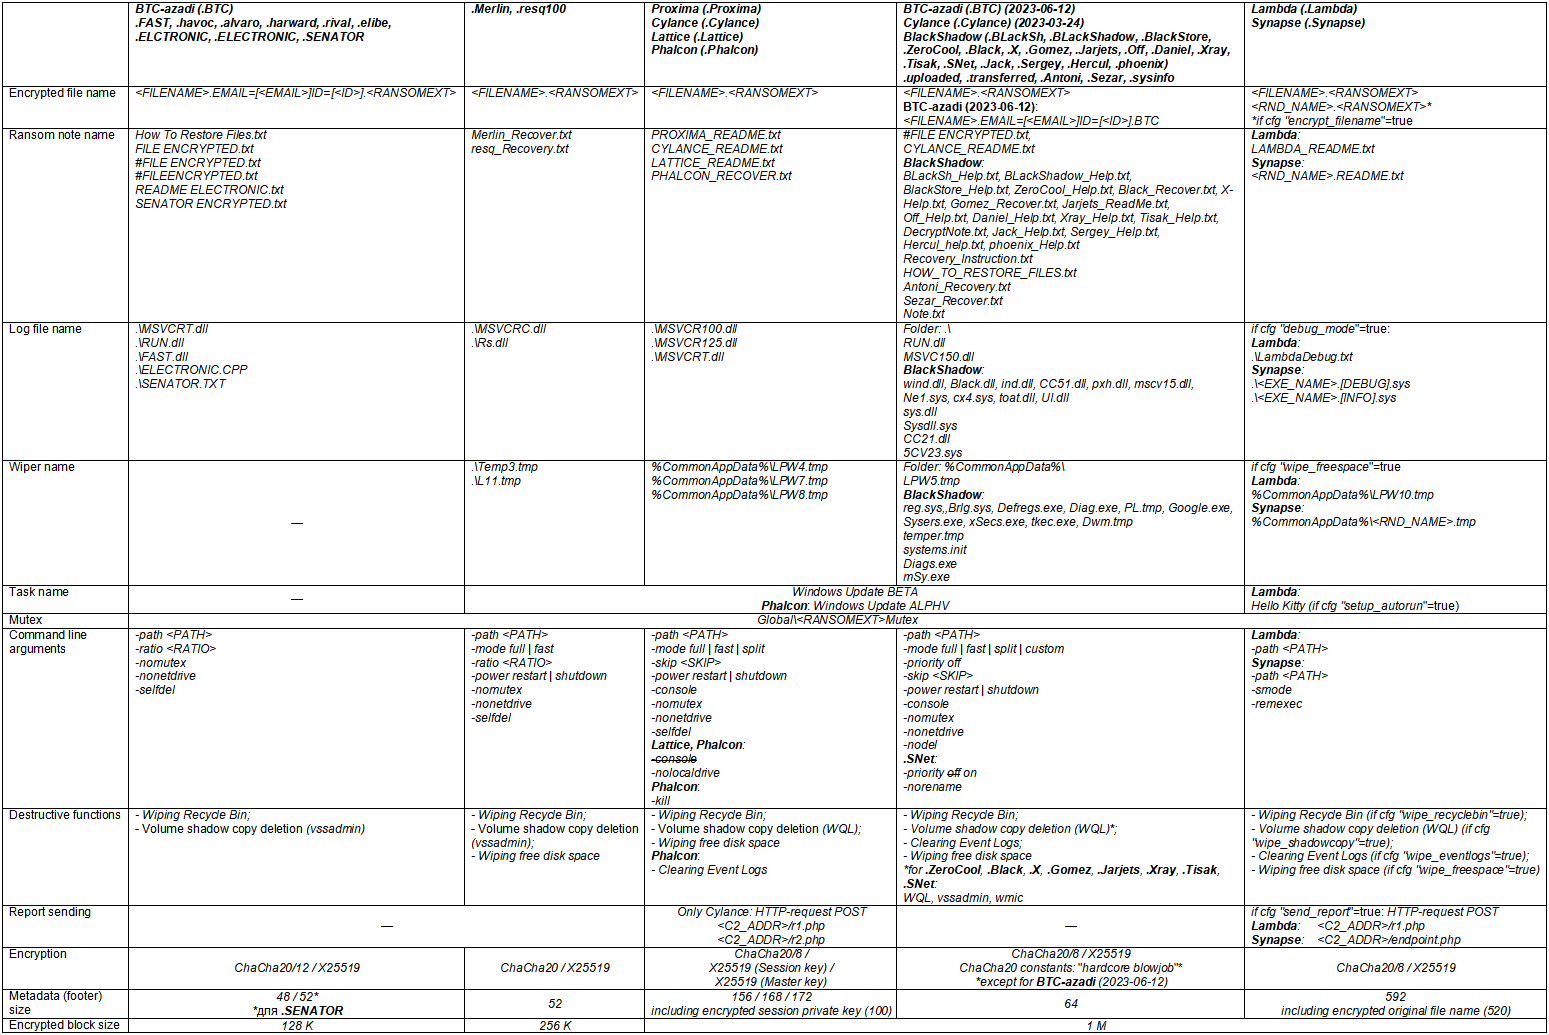 BTC-azadi (.BTC)
.FAST, .havoc, .alvaro, .harward, .rival, .elibe,
.ELCTRONIC, .ELECTRONIC, .SENATOR
.Merlin, .resq100
Proxima (.Proxima)
Cylance (.Cylance)
Lattice (.Lattice)
Phalcon (.Phalcon)
BTC-azadi (.BTC) (2023-06-12)
Cylance (.Cylance) (2023-03-24)
BlackShadow (.BLackSh, .BLackShadow, .BlackStore,
.ZeroCool, .Black, .X, .Gomez, .Jarjets, .Off, .Daniel, .Xray,
.Tisak, .SNet, .Jack, .Sergey, .Hercul, .phoenix)
.uploaded, .transferred, .Antoni, .Sezar, .sysinfo
Lambda (.Lambda)
Synapse (.Synapse)
Encrypted file name
<FILENAME>.EMAIL=[<EMAIL>]ID=[<ID>].<RANSOMEXT>
<FILENAME>.<RANSOMEXT>
<FILENAME>.<RANSOMEXT>
<FILENAME>.<RANSOMEXT>
BTC-azadi (2023-06-12):
<FILENAME>.EMAIL=[<EMAIL>]ID=[<ID>].BTC
<FILENAME>.<RANSOMEXT>
<RND_NAME>.<RANSOMEXT>*
*if cfg "encrypt_filename"=true
Ransom note name
How To Restore Files.txt
FILE ENCRYPTED.txt
#FILE ENCRYPTED.txt
#FILEENCRYPTED.txt
README ELECTRONIC.txt
SENATOR ENCRYPTED.txt
Merlin_Recover.txt
resq_Recovery.txt
PROXIMA_README.txt
CYLANCE_README.txt
LATTICE_README.txt
PHALCON_RECOVER.txt
#FILE ENCRYPTED.txt,
CYLANCE_README.txt
BlackShadow:
BLackSh_Help.txt, BLackShadow_Help.txt,
BlackStore_Help.txt, ZeroCool_Help.txt, Black_Recover.txt, X-
Help.txt, Gomez_Recover.txt, Jarjets_ReadMe.txt,
Off_Help.txt, Daniel_Help.txt, Xray_Help.txt, Tisak_Help.txt,
DecryptNote.txt, Jack_Help.txt, Sergey_Help.txt,
Hercul_help.txt, phoenix_Help.txt
Recovery_Instruction.txt
HOW_TO_RESTORE_FILES.txt
Antoni_Recovery.txt
Sezar_Recover.txt
Note.txt
Lambda:
LAMBDA_README.txt
Synapse:
<RND_NAME>.README.txt
Log file name
.\MSVCRT.dll
.\RUN.dll
.\FAST.dll
.\ELECTRONIC.CPP
.\SENATOR.TXT
.\MSVCRC.dll
.\Rs.dll
.\MSVCR100.dll
.\MSVCR125.dll
.\MSVCRT.dll
Folder: .\
RUN.dll
MSVC150.dll
BlackShadow:
wind.dll, Black.dll, ind.dll, CC51.dll, pxh.dll, mscv15.dll,
Ne1.sys, cx4.sys, toat.dll, UI.dll
sys.dll
Sysdll.sys
CC21.dll
5CV23.sys
if cfg "debug_mode"=true:
Lambda:
.\LambdaDebug.txt
Synapse:
.\<EXE_NAME>.[DEBUG].sys
.\<EXE_NAME>.[INFO].sys
Wiper name
—
.\Temp3.tmp
.\L11.tmp
%CommonAppData%\LPW4.tmp
%CommonAppData%\LPW7.tmp
%CommonAppData%\LPW8.tmp
Folder: %CommonAppData%\
LPW5.tmp
BlackShadow:
reg.sys,,Brlg.sys, Defregs.exe, Diag.exe, PL.tmp, Google.exe,
Sysers.exe, xSecs.exe, tkec.exe, Dwm.tmp
temper.tmp
systems.init
Diags.exe
mSy.exe
if cfg "wipe_freespace"=true
Lambda:
%CommonAppData%\LPW10.tmp
Synapse:
%CommonAppData%\<RND_NAME>.tmp
Task name
—
Windows Update BETA
Phalcon: Windows Update ALPHV
Lambda:
Hello Kitty (if cfg "setup_autorun"=true)
Mutex
Global\<RANSOMEXT>Mutex
Command line
arguments
-path <PATH>
-ratio <RATIO>
-nomutex
-nonetdrive
-selfdel
-path <PATH>
-mode full | fast
-ratio <RATIO>
-power restart | shutdown
-nomutex
-nonetdrive
-selfdel
-path <PATH>
-mode full | fast | split
-skip <SKIP>
-power restart | shutdown
-console
-nomutex
-nonetdrive
-selfdel
Lattice, Phalcon:
-console
-nolocaldrive
Phalcon:
-kill
-path <PATH>
-mode full | fast | split | custom
-priority off
-skip <SKIP>
-power restart | shutdown
-console
-nomutex
-nonetdrive
-nodel
.SNet:
-priority off on
-norename
Lambda:
-path <PATH>
Synapse:
-path <PATH>
-smode
-remexec
Destructive functions
- Wiping Recycle Bin;
- Volume shadow copy deletion (vssadmin)
- Wiping Recycle Bin;
- Volume shadow copy deletion
(vssadmin);
- Wiping free disk space
- Wiping Recycle Bin;
- Volume shadow copy deletion (WQL);
- Wiping free disk space
Phalcon:
- Clearing Event Logs
- Wiping Recycle Bin;
- Volume shadow copy deletion (WQL)*;
- Clearing Event Logs;
- Wiping free disk space
*for .ZeroCool, .Black, .X, .Gomez, .Jarjets, .Xray, .Tisak,
.SNet:
WQL, vssadmin, wmic
- Wiping Recycle Bin (if cfg "wipe_recyclebin"=true);
- Volume shadow copy deletion (WQL) (if cfg
"wipe_shadowcopy"=true);
- Clearing Event Logs (if cfg "wipe_eventlogs"=true);
- Wiping free disk space (if cfg "wipe_freespace"=true)
Report sending
—
Only Cylance: HTTP-request POST
<C2_ADDR>/r1.php
<C2_ADDR>/r2.php
—
if cfg "send_report"=true: HTTP-request POST
Lambda: <C2_ADDR>/r1.php
Synapse: <C2_ADDR>/endpoint.php
Encryption
ChaCha20/12 / X25519
ChaCha20 / X25519
ChaCha20/8 /
X25519 (Session key) /
X25519 (Master key)
ChaCha20/8 / X25519
ChaCha20 constants: "hardcore blowjob"*
*except for BTC-azadi (2023-06-12)
ChaCha20/8 / X25519
Metadata (footer)
size
48 / 52*
*для .SENATOR
52
156 / 168 / 172
including encrypted session private key (100)
64
592
including encrypted original file name (520)
Encrypted block size
128 K
256 K
1 M